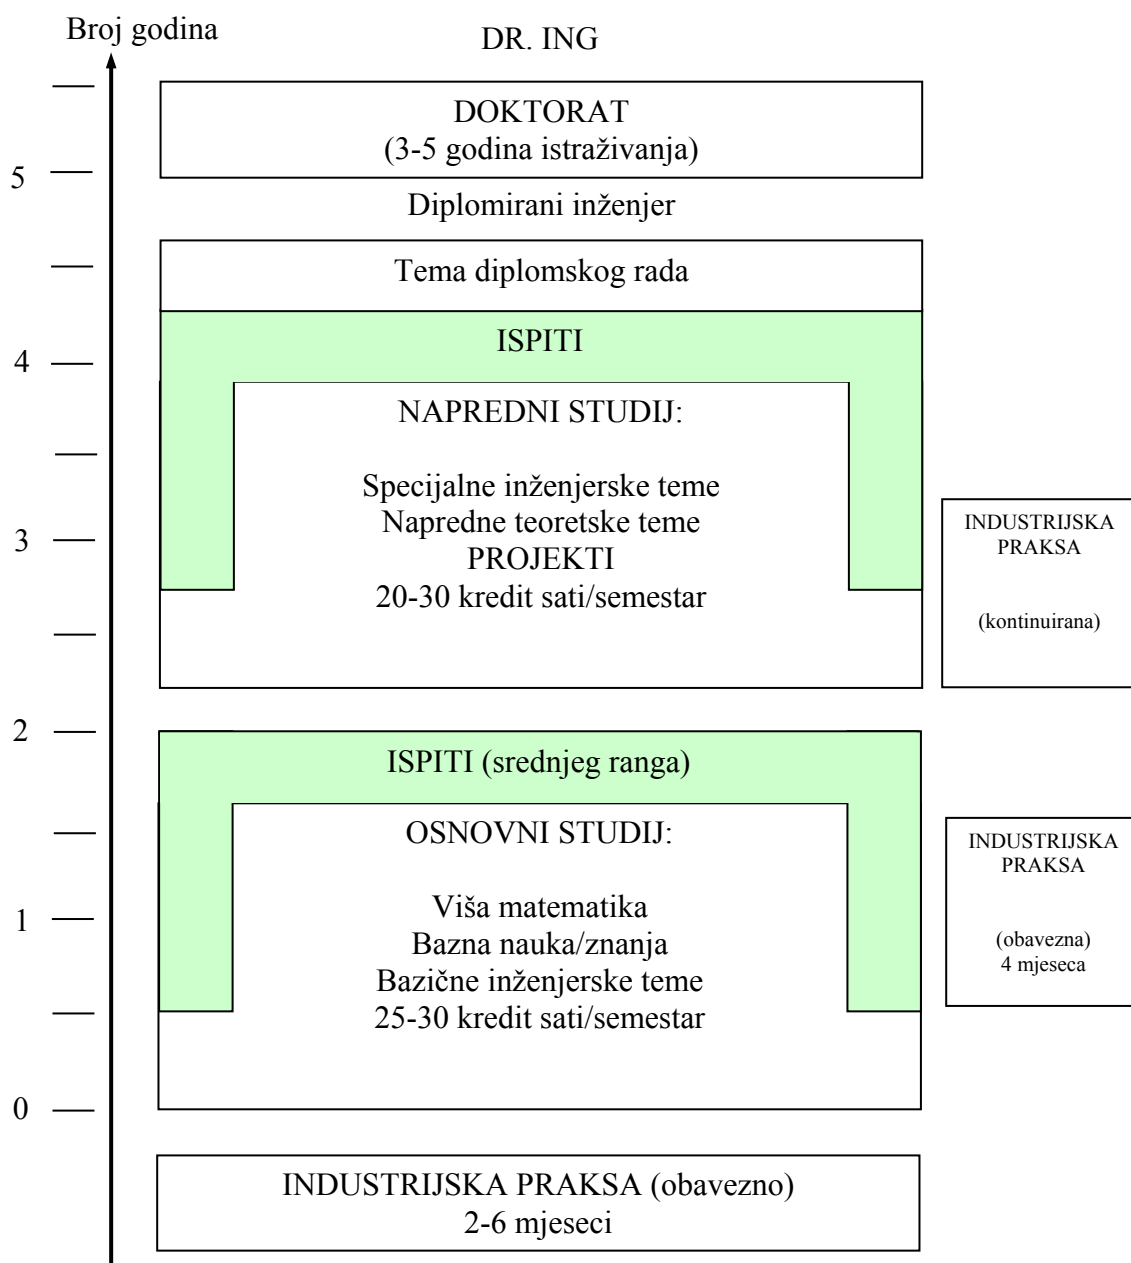 Broj godina
DR. ING
DOKTORAT
(3-5 godina istraživanja)
5
Diplomirani inženjer
Tema diplomskog rada
ISPITI
4
NAPREDNI STUDIJ:
Specijalne inženjerske teme
Napredne teoretske teme
PROJEKTI
20-30 kredit sati/semestar
3
INDUSTRIJSKA
PRAKSA
(kontinuirana)
2
ISPITI (srednjeg ranga)
OSNOVNI STUDIJ:
Viša matematika
Bazna nauka/znanja
Bazične inženjerske teme
25-30 kredit sati/semestar
1
INDUSTRIJSKA
PRAKSA
(obavezna)
4 mjeseca
0
INDUSTRIJSKA PRAKSA (obavezno)
2-6 mjeseci